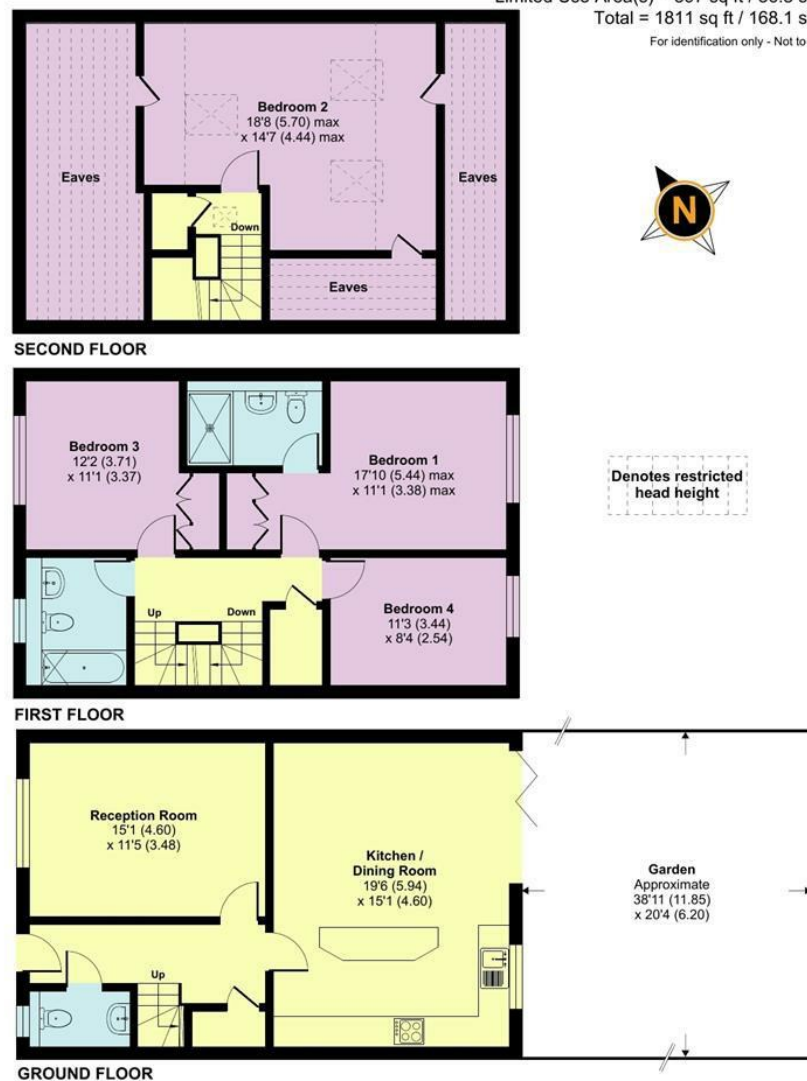 Total = 1811 sq ft / 168.1 s
For identification only - Not to
Bedroom 2
18'8 (5.70) max
x 14'7 (4.44) max
Eaves
Eaves
Down
Eaves
N
SECOND FLOOR
Bedroom 3
12'2 (3.71)
x 11'1 (3.37)
Bedroom 1
17'10 (5.44) max
x 11'1 (3.38) max
Denotes restricted
head height
Up
Down
Bedroom 4
11'3 (3.44)
x 8'4 (2.54)
FIRST FLOOR
Reception Room
15'1 (4.60)
x 11'5 (3.48)
Kitchen /
Dining Room
19'6 (5.94)
x 15'1 (4.60)
Garden
Approximate
38'11 (11.85)
x 20'4 (6.20)
Up
GROUND FLOOR